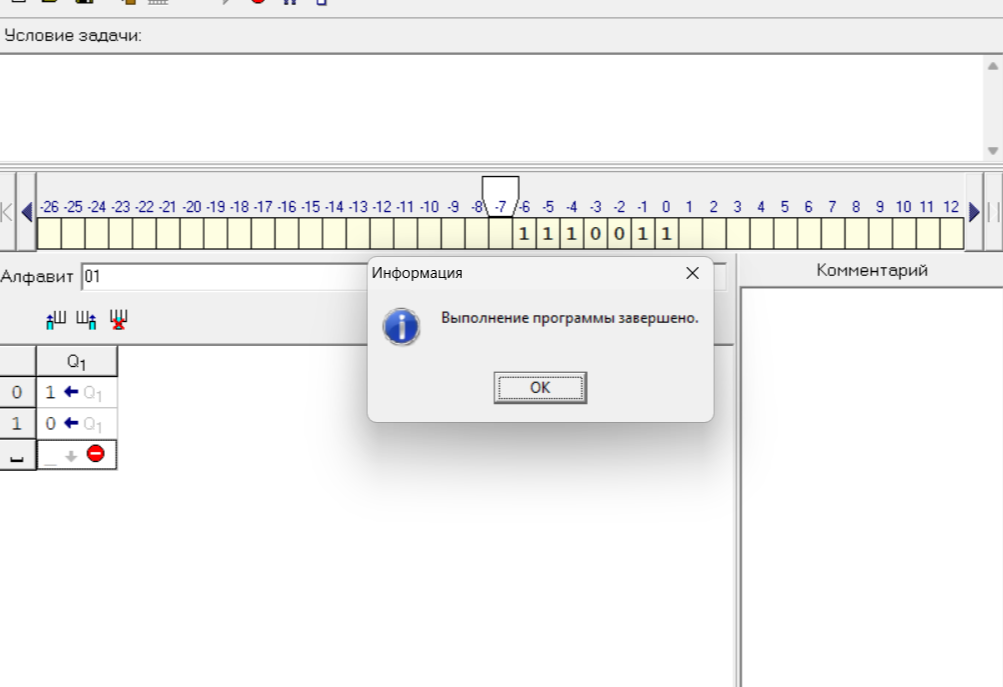 Условие задачи:
-26 -25 -24 -23 -22 -21 -20 -19 -18 -17 -16 -15 -14 -13 -12 -11 -10 -9 -8 -7 -6 -5 -4 -3 -2 -1 0 1 2 3 4 5 6 7 8 9 10 11 12
1 1 1 0 0 1 1
Алфавит 01
Информация
Выполнение программы завершено.
OK
Комментарий
Q1
0 1 ← Q1
1 0 ← Q1
_ _ ↓